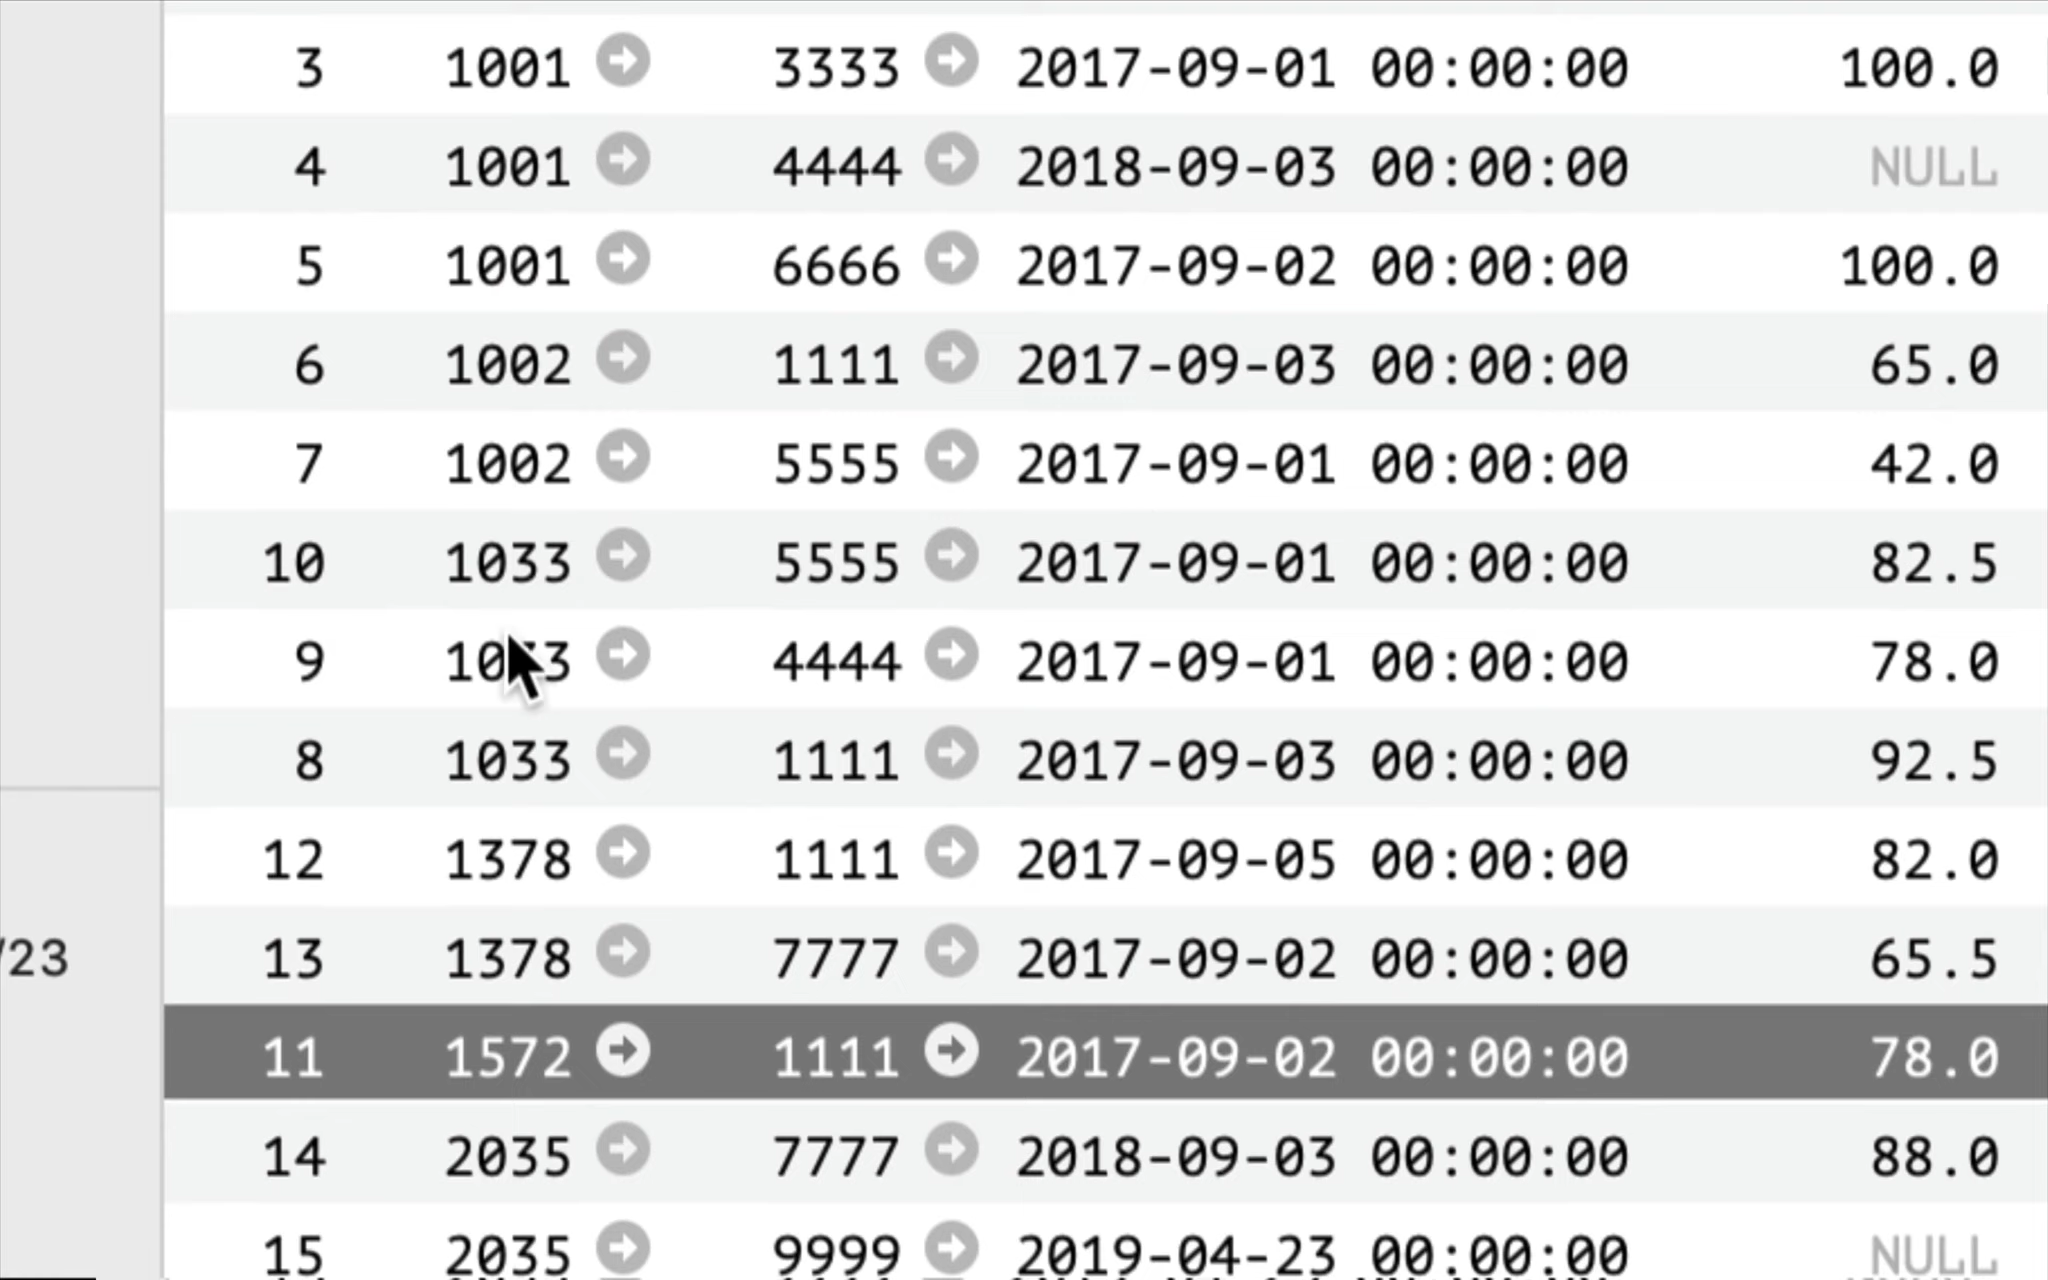 3 1001 3333 2017-09-01 00:00:00 100.0
4 1001 4444 2018-09-03 00:00:00 NULL
5 1001 6666 2017-09-02 00:00:00 100.0
6 1002 1111 2017-09-03 00:00:00 65.0
7 1002 5555 2017-09-01 00:00:00 42.0
10 1033 5555 2017-09-01 00:00:00 82.5
9 1033 4444 2017-09-01 00:00:00 78.0
8 1033 1111 2017-09-03 00:00:00 92.5
12 1378 1111 2017-09-05 00:00:00 82.0
/23
13 1378 7777 2017-09-02 00:00:00 65.5
11 1572 1111 2017-09-02 00:00:00 78.0
14 2035 7777 2018-09-03 00:00:00 88.0
15 2035 9999 2019-04-23 00:00:00 NULL